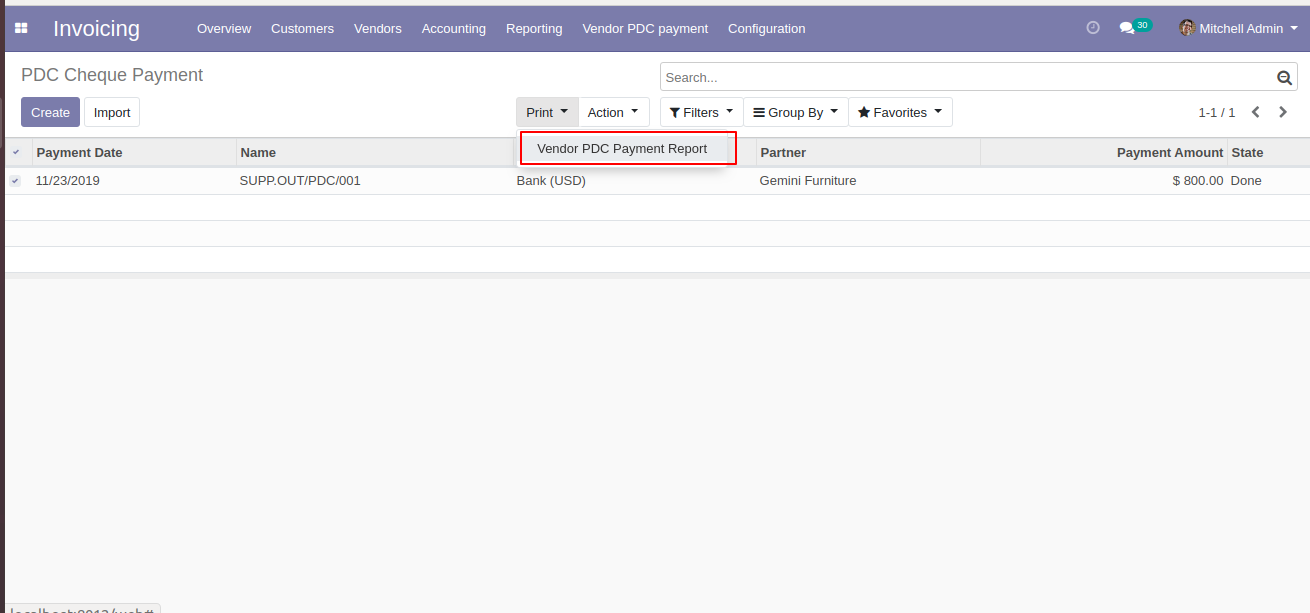 Invoicing Overview Customers Vendors Accounting Reporting Vendor PDC payment Configuration 30 Mitchell Admin
PDC Cheque Payment Search...
Create Import Print Action Filters Group By Favorites 1-1 / 1
Vendor PDC Payment Report
Payment Date Name Partner Payment Amount State
11/23/2019 SUPP.OUT/PDC/001 Bank (USD) Gemini Furniture $ 800.00 Done